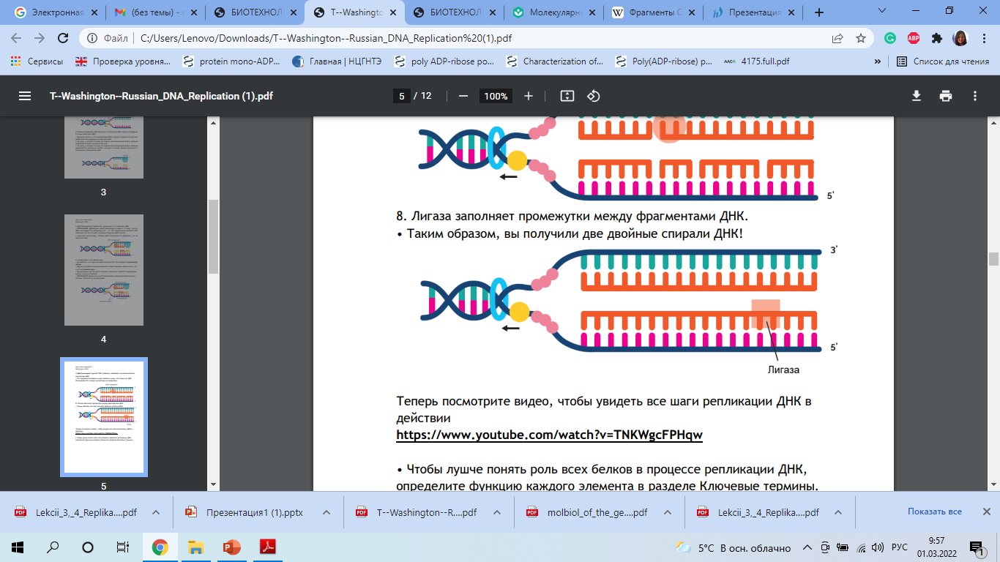 Электронная
(без темы) -
БИОТЕХНОЛ
T--Washingto
БИОТЕХНОЛ
Молекулярн
Фрагменты О
Презентация
Файл
C:/Users/Lenovo/Downloads/T--Washington--Russian_DNA_Replication%20(1).pdf
ABP
Сервисы
Проверка уровня...
protein mono-ADP...
Главная | НЦГНТЭ
poly ADP-ribose po...
Characterization of...
Poly(ADP-ribose) p...
AACR 4175.full.pdf
»
Список для чтения
T--Washington--Russian_DNA_Replication (1).pdf
5 / 12
100%
3
4
5
5'
8. Лигаза заполняет промежутки между фрагментами ДНК.
• Таким образом, вы получили две двойные спирали ДНК!
3'
5'
Лигаза
Теперь посмотрите видео, чтобы увидеть все шаги репликации ДНК в
действии
https://www.youtube.com/watch?v=TNKWgcFPHqw
• Чтобы лушче понять роль всех белков в процессе репликации ДНК,
определите функцию каждого элемента в разделе Ключевые термины.
Lekcii_3,_4_Replika....pdf
Презентация1 (1).pptx
T--Washington--R....pdf
molbiol_of_the_ge....pdf
Lekcii_3,_4_Replika....pdf
Показать все
5°C В осн. облачно
РУС
9:57
01.03.2022
1